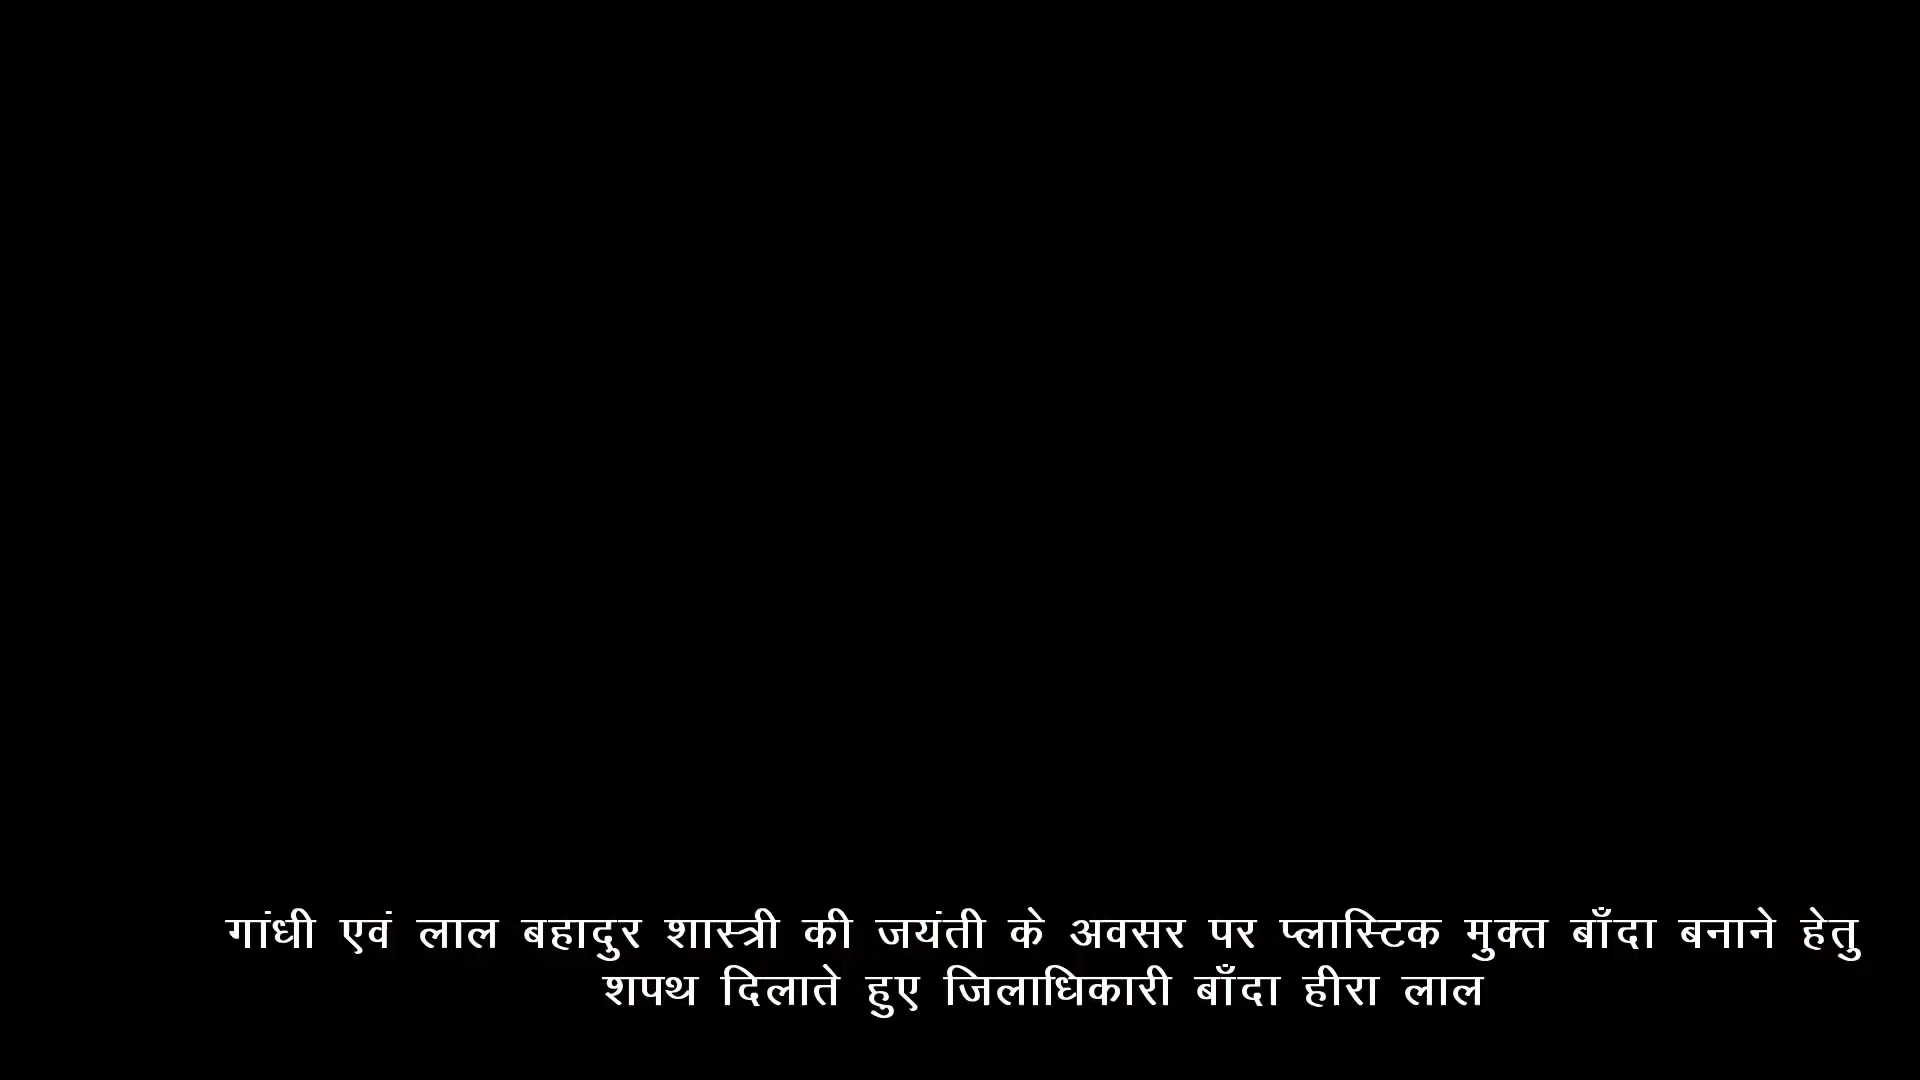 गांधी एवं लाल बहादुर शास्त्री की जयंती के अवसर पर प्लास्टिक मुक्त बाँदा बनाने हेतु
शपथ दिलाते हुए जिलाधिकारी बाँदा हीरा लाल